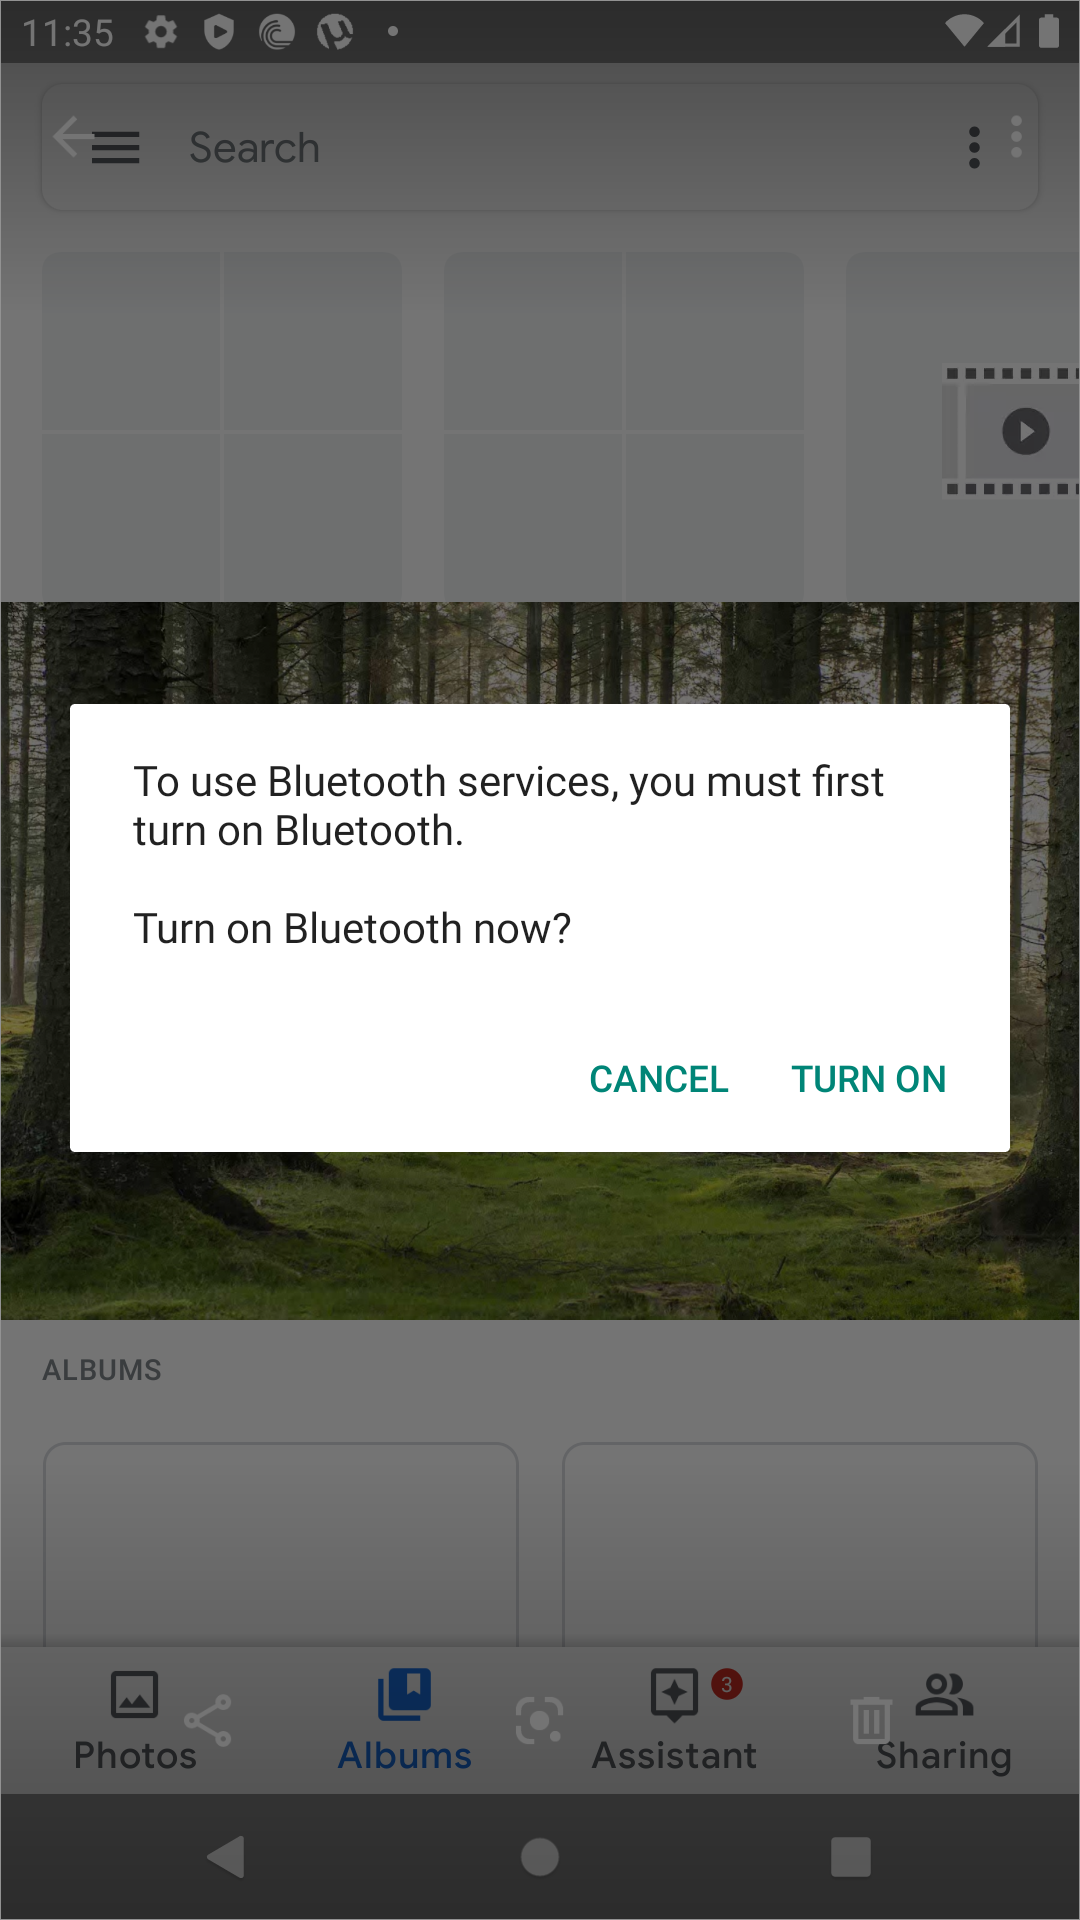 11:35
Search
To use Bluetooth services, you must first
turn on Bluetooth.
Turn on Bluetooth now?
CANCEL TURN ON
ALBUMS
3
Photos Albums Assistant Sharing